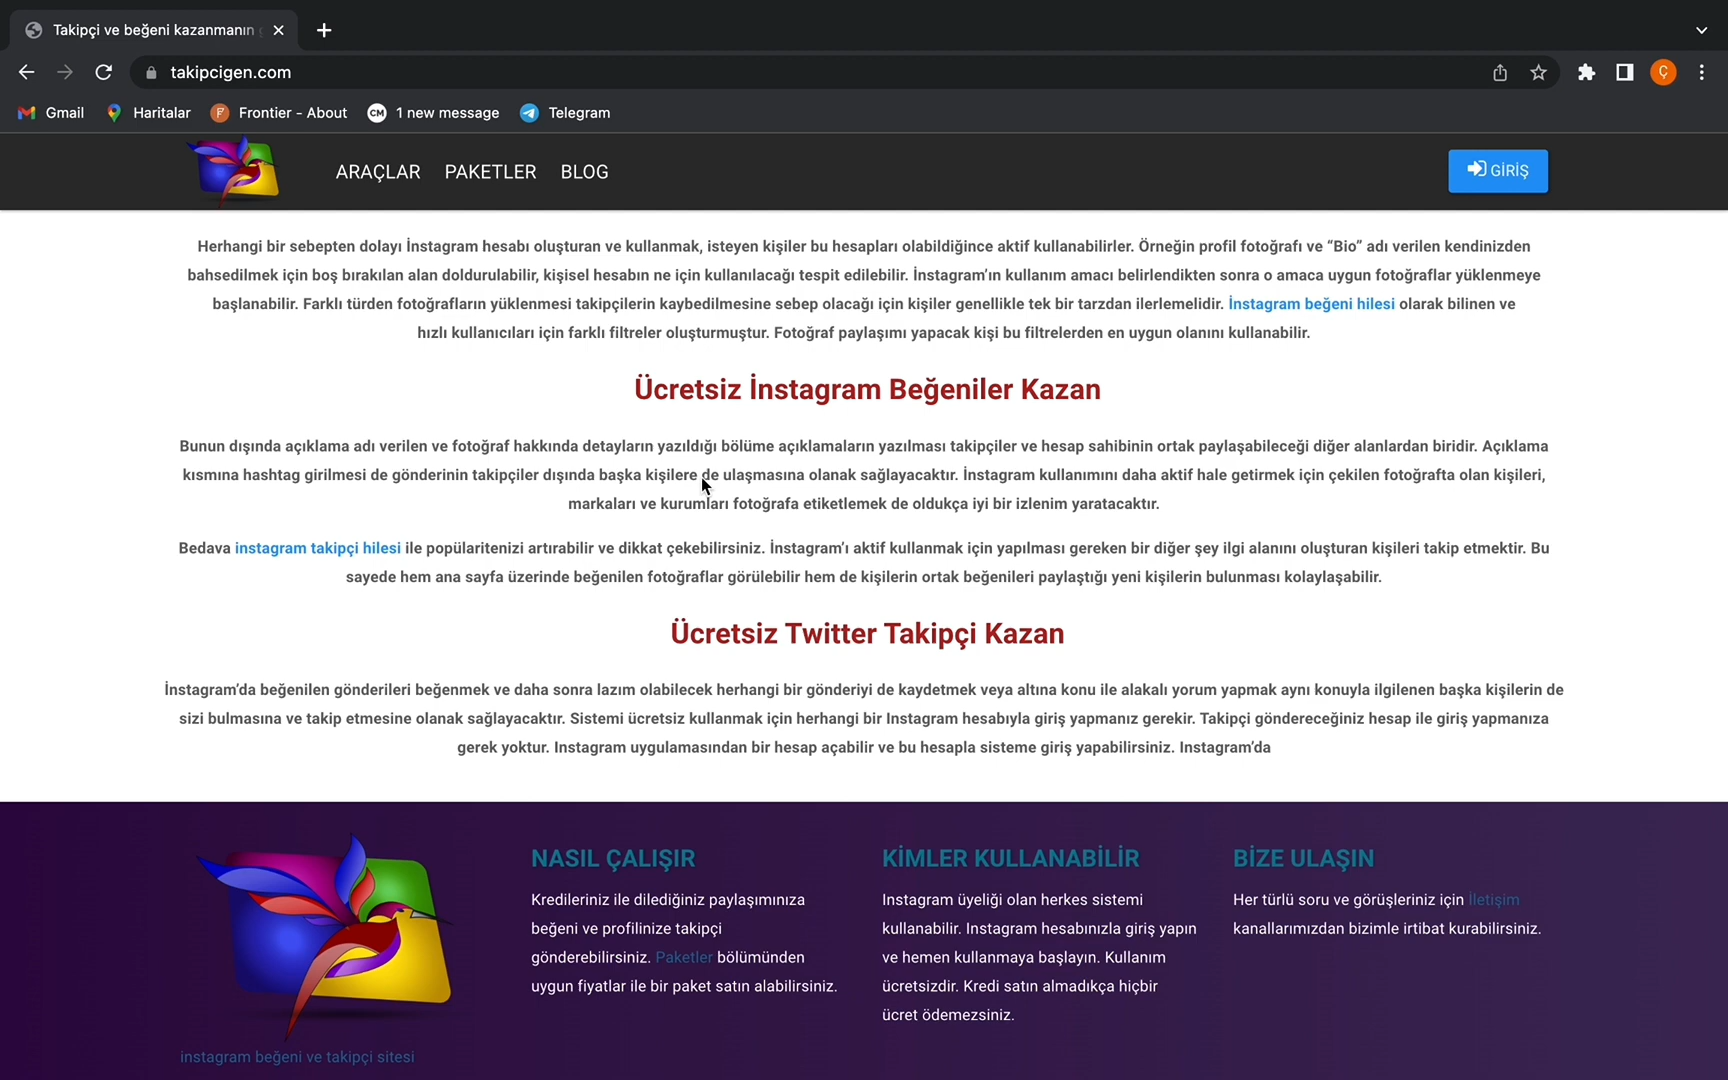 Takipçi ve beğeni kazanmanın
takipcigen.com
Ç
Gmail
Haritalar
F
Frontier - About
CM
1 new message
Telegram
ARAÇLAR
PAKETLER
BLOG
GİRİŞ
Herhangi bir sebepten dolayı İnstagram hesabı oluşturan ve kullanmak, isteyen kişiler bu hesapları olabildiğince aktif kullanabilirler. Örneğin profil fotoğrafı ve “Bio” adı verilen kendinizden
bahsedilmek için boş bırakılan alan doldurulabilir, kişisel hesabın ne için kullanılacağı tespit edilebilir. İnstagram’ın kullanım amacı belirlendikten sonra o amaca uygun fotoğraflar yüklenmeye
başlanabilir. Farklı türden fotoğrafların yüklenmesi takipçilerin kaybedilmesine sebep olacağı için kişiler genellikle tek bir tarzdan ilerlemelidir. İnstagram beğeni hilesi olarak bilinen ve
hızlı kullanıcıları için farklı filtreler oluşturmuştur. Fotoğraf paylaşımı yapacak kişi bu filtrelerden en uygun olanını kullanabilir.
Ücretsiz İnstagram Beğeniler Kazan
Bunun dışında açıklama adı verilen ve fotoğraf hakkında detayların yazıldığı bölüme açıklamaların yazılması takipçiler ve hesap sahibinin ortak paylaşabileceği diğer alanlardan biridir. Açıklama
kısmına hashtag girilmesi de gönderinin takipçiler dışında başka kişilere de ulaşmasına olanak sağlayacaktır. İnstagram kullanımını daha aktif hale getirmek için çekilen fotoğrafta olan kişileri,
markaları ve kurumları fotoğrafa etiketlemek de oldukça iyi bir izlenim yaratacaktır.
Bedava instagram takipçi hilesi ile popülaritenizi artırabilir ve dikkat çekebilirsiniz. İnstagram’ı aktif kullanmak için yapılması gereken bir diğer şey ilgi alanını oluşturan kişileri takip etmektir. Bu
sayede hem ana sayfa üzerinde beğenilen fotoğraflar görülebilir hem de kişilerin ortak beğenileri paylaştığı yeni kişilerin bulunması kolaylaşabilir.
Ücretsiz Twitter Takipçi Kazan
İnstagram’da beğenilen gönderileri beğenmek ve daha sonra lazım olabilecek herhangi bir gönderiyi de kaydetmek veya altına konu ile alakalı yorum yapmak aynı konuyla ilgilenen başka kişilerin de
sizi bulmasına ve takip etmesine olanak sağlayacaktır. Sistemi ücretsiz kullanmak için herhangi bir Instagram hesabıyla giriş yapmanız gerekir. Takipçi göndereceğiniz hesap ile giriş yapmanıza
gerek yoktur. Instagram uygulamasından bir hesap açabilir ve bu hesapla sisteme giriş yapabilirsiniz. Instagram’da
instagram beğeni ve takipçi sitesi
NASIL ÇALIŞIR
Kredileriniz ile dilediğiniz paylaşımınıza
beğeni ve profilinize takipçi
gönderebilirsiniz. Paketler bölümünden
uygun fiyatlar ile bir paket satın alabilirsiniz.
KİMLER KULLANABİLİR
Instagram üyeliği olan herkes sistemi
kullanabilir. Instagram hesabınızla giriş yapın
ve hemen kullanmaya başlayın. Kullanım
ücretsizdir. Kredi satın almadıkça hiçbir
ücret ödemezsiniz.
BİZE ULAŞIN
Her türlü soru ve görüşleriniz için İletişim
kanallarımızdan bizimle irtibat kurabilirsiniz.